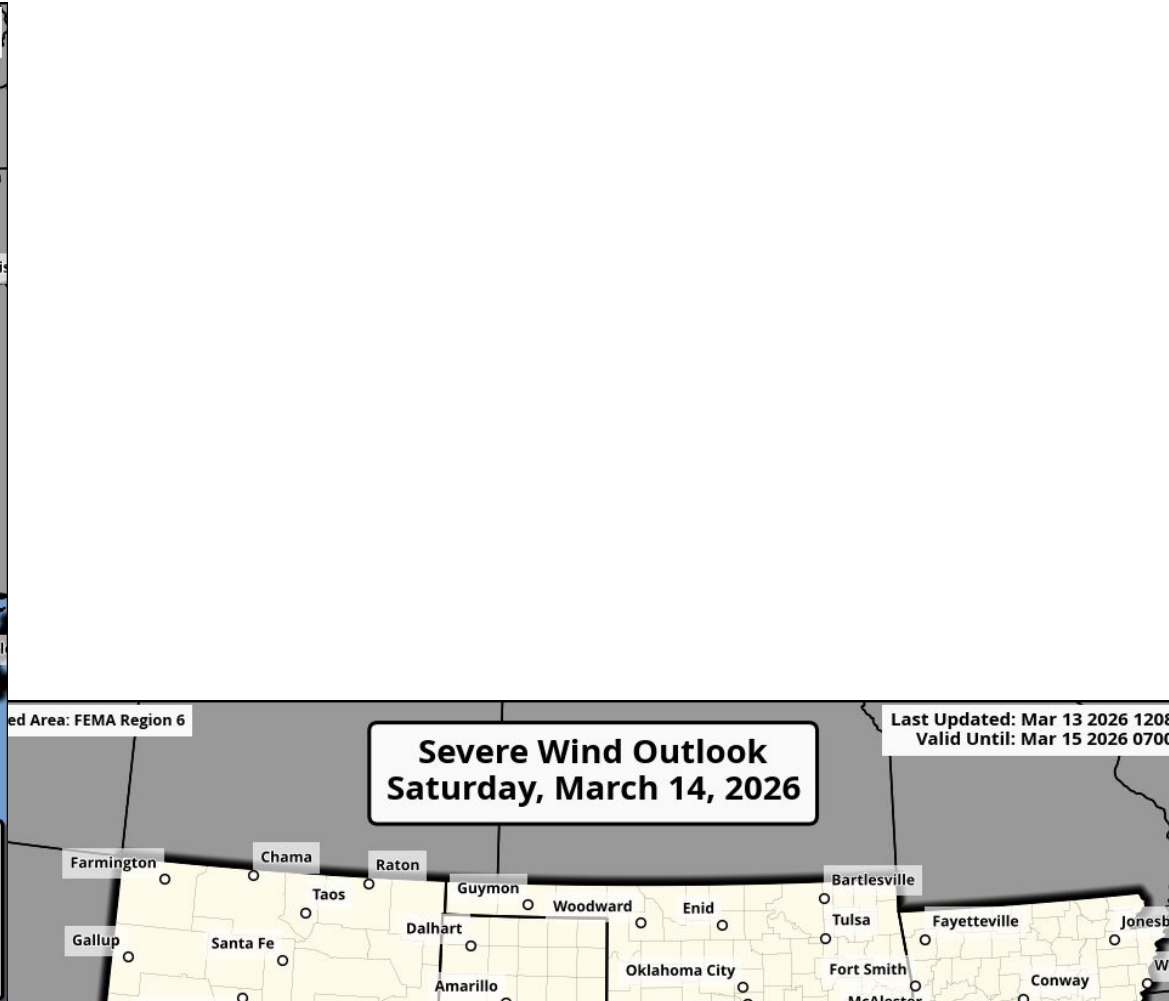 ed Area: FEMA Region 6
Last Updated: Mar 13 2026 1208
Valid Until: Mar 15 2026 0700
Severe Wind Outlook
Saturday, March 14, 2026
Farmington
Chama
Raton
Taos
Guymon
Woodward
Enid
Bartlesville
Tulsa
Fayetteville
Jonesb
Gallup
Santa Fe
Dalhart
Oklahoma City
Fort Smith
Amarillo
McAlester
Conway
W